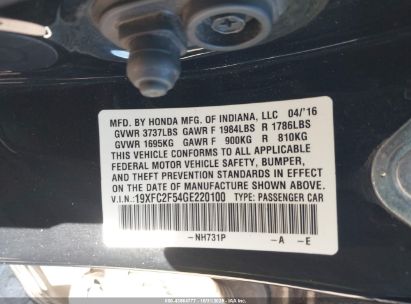 MFD. BY HONDA MFG. OF INDIANA, LLC 04/'16
GVWR 3737LBS GAWR F 1984LBS R 1786LBS
GVWR 1695KG GAWR F 900KG R 810KG
THIS VEHICLE CONFORMS TO ALL APPLICABLE
FEDERAL MOTOR VEHICLE SAFETY, BUMPER,
AND THEFT PREVENTION STANDARDS IN EFFECT
ON THE DATE OF MANUFACTURE SHOWN ABOVE.
V.I.N.:19XFC2F54GE220100 TYPE: PASSENGER CAR
–NH731P –A –E